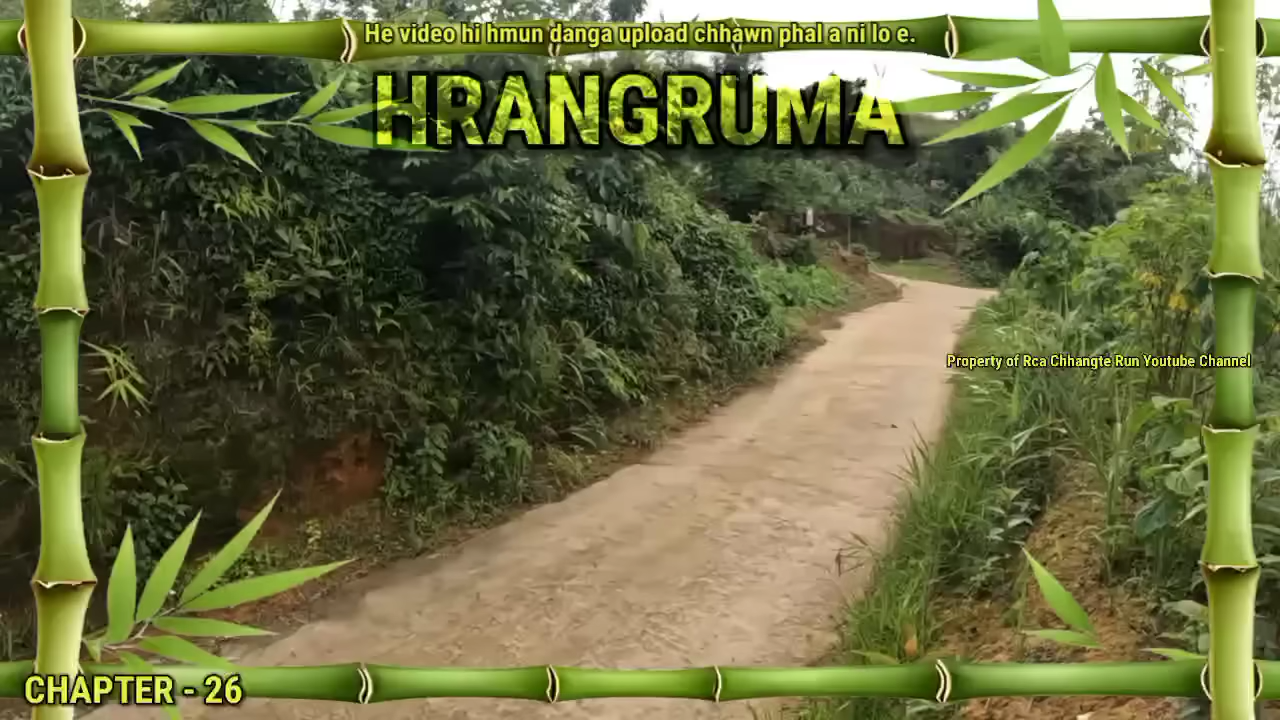 He video hi hmun danga upload chhawn phal a ni lo e.
HRANGRUMA
Property of Rca Chhangte Run Youtube Channel
CHAPTER - 26